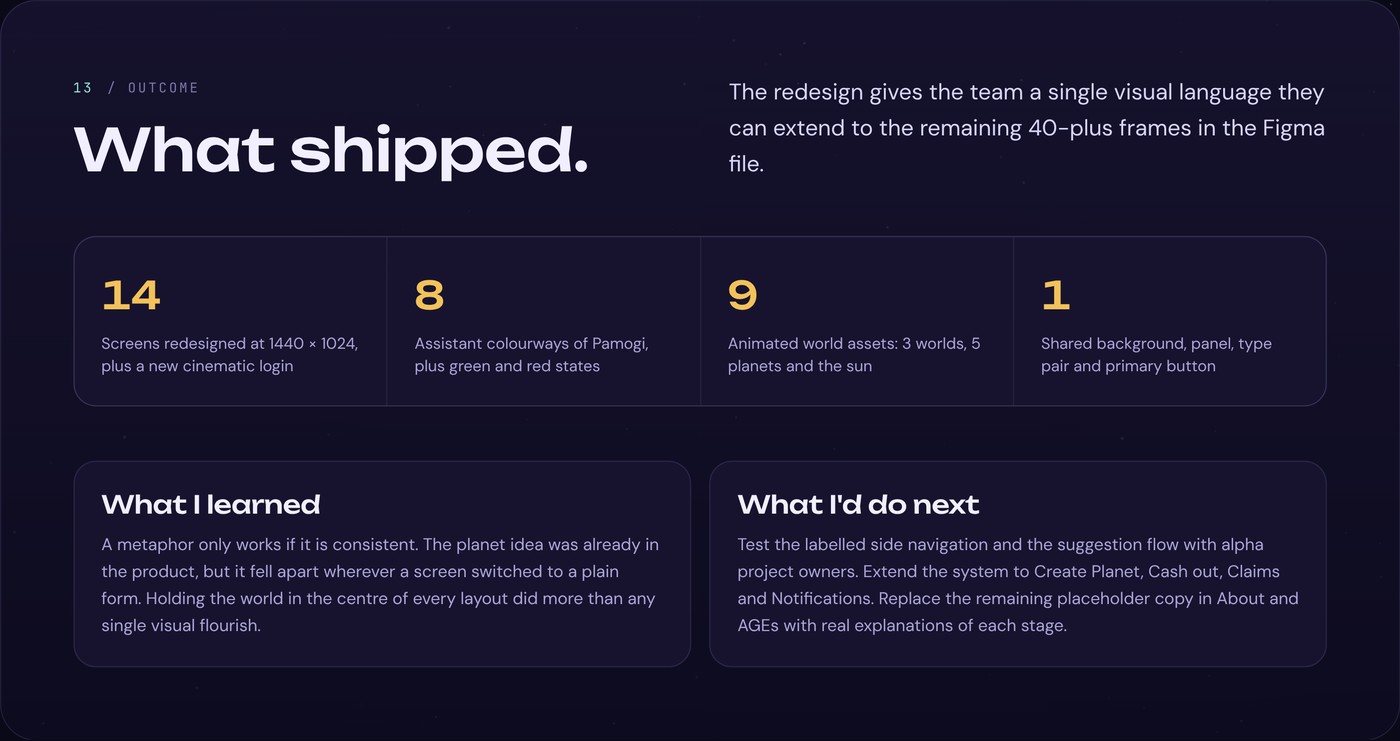 13 / OUTCOME
What shipped.
The redesign gives the team a single visual language they
can extend to the remaining 40-plus frames in the Figma
file.
14
Screens redesigned at 1440 × 1024,
plus a new cinematic login
8
Assistant colourways of Pamogi,
plus green and red states
9
Animated world assets: 3 worlds, 5
planets and the sun
1
Shared background, panel, type
pair and primary button
What I learned
A metaphor only works if it is consistent. The planet idea was already in
the product, but it fell apart wherever a screen switched to a plain
form. Holding the world in the centre of every layout did more than any
single visual flourish.
What I'd do next
Test the labelled side navigation and the suggestion flow with alpha
project owners. Extend the system to Create Planet, Cash out, Claims
and Notifications. Replace the remaining placeholder copy in About and
AGEs with real explanations of each stage.